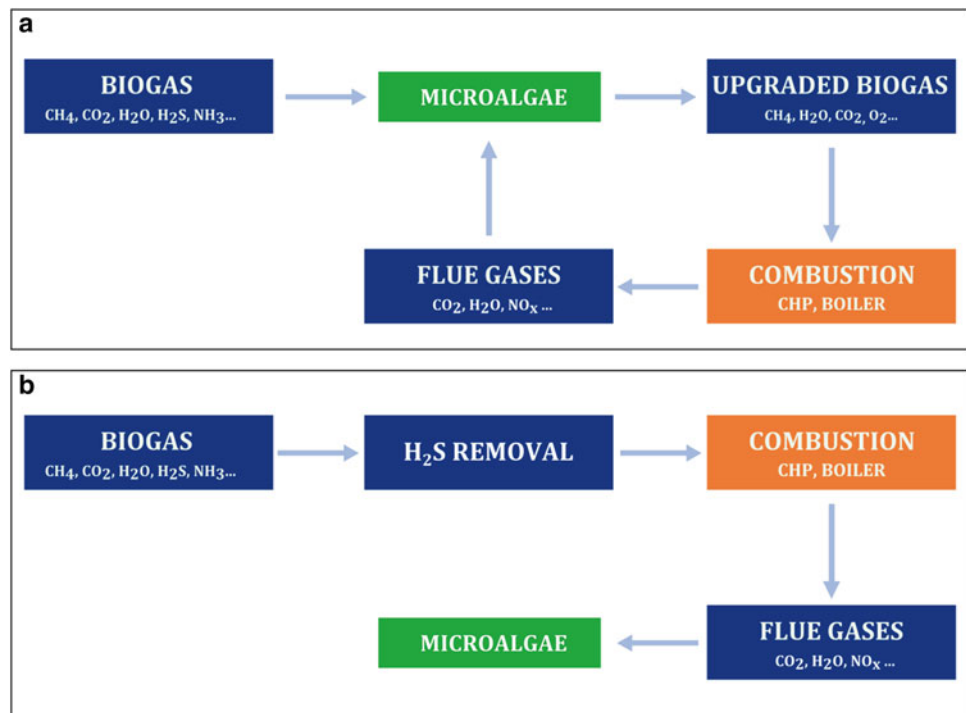 a
BIOGAS
CH₄, CO₂, H₂O, H₂S, NH₃...
MICROALGAE
UPGRADED BIOGAS
CH₄, H₂O, CO₂, O₂...
FLUE GASES
CO₂, H₂O, NOₓ ...
COMBUSTION
CHP, BOILER
b
BIOGAS
CH₄, CO₂, H₂O, H₂S, NH₃...
H₂S REMOVAL
COMBUSTION
CHP, BOILER
MICROALGAE
FLUE GASES
CO₂, H₂O, NOₓ ...